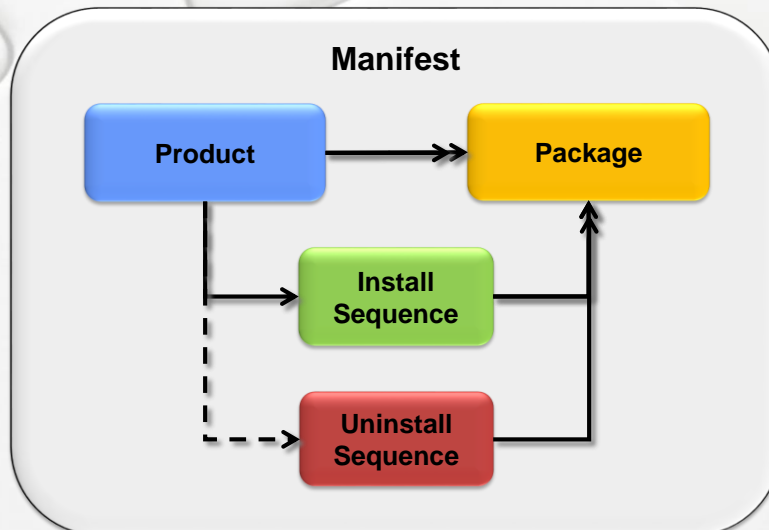 Manifest
Product
Package
Install
Sequence
Uninstall
Sequence